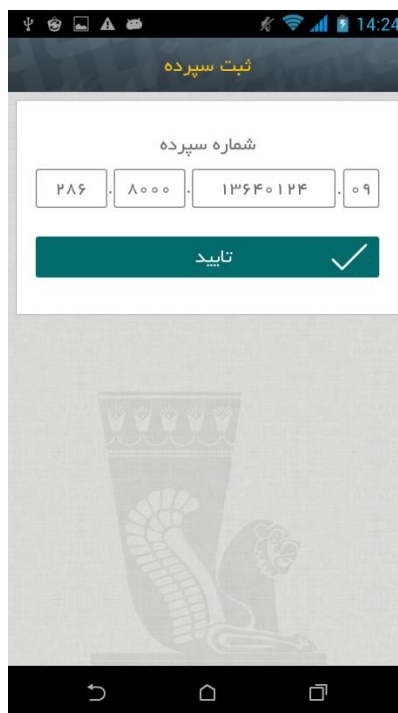 14:24
ثبت سپرده
شماره سپرده
۲۸۶ . ۸۰۰۰ . ۱۳۶۴۰۱۲۴ . ۰۹
تایید